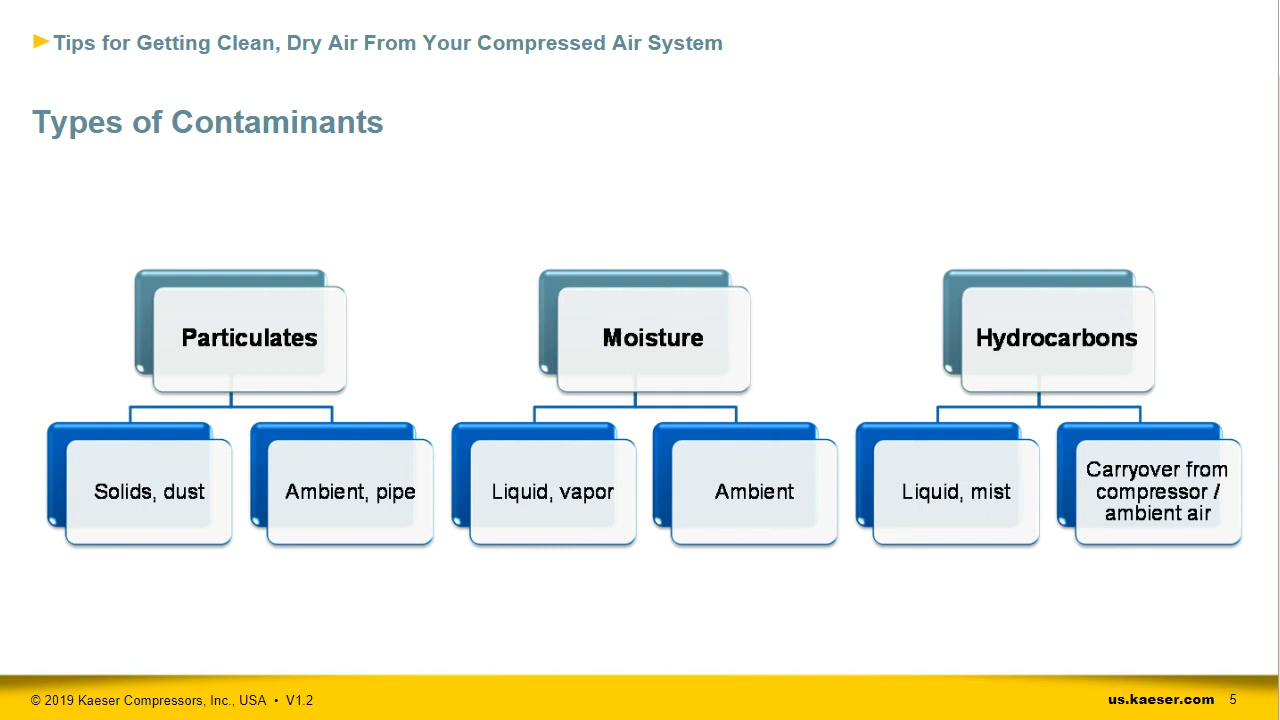 Tips for Getting Clean, Dry Air From Your Compressed Air System
Types of Contaminants
Particulates
Moisture
Hydrocarbons
Solids, dust
Ambient, pipe
Liquid, vapor
Ambient
Liquid, mist
Carryover from
compressor /
ambient air
© 2019 Kaeser Compressors, Inc., USA • V1.2
us.kaeser.com 5